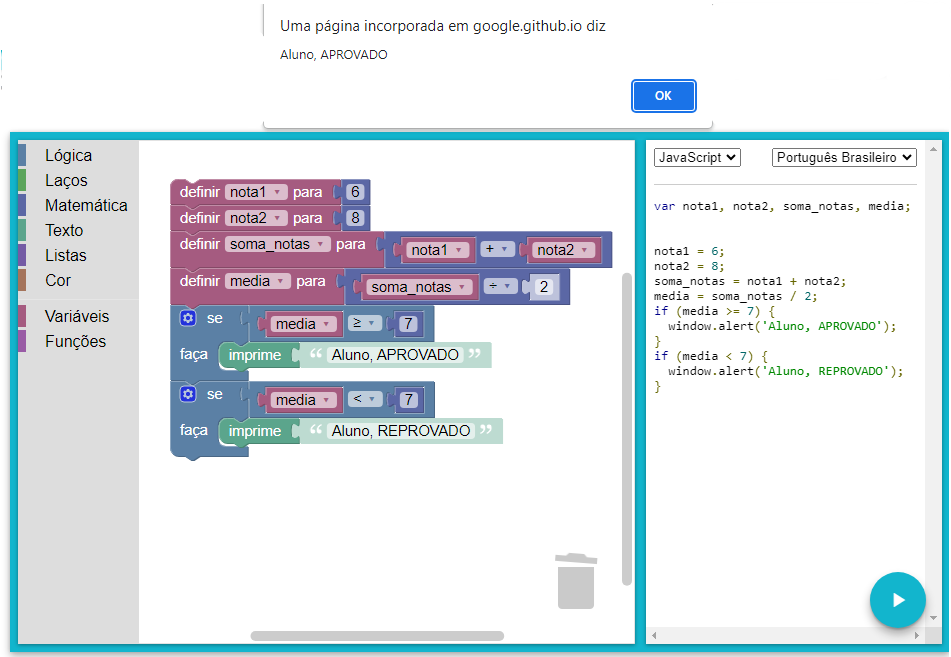 Uma página incorporada em google.github.io diz
Aluno, APROVADO
OK
Lógica
Laços
Matemática
Texto
Listas
Cor
Variáveis
Funções
definir nota1 para 6
definir nota2 para 8
definir soma_notas para nota1 + nota2
definir media para soma_notas ÷ 2
se media ≥ 7
faça imprime “ Aluno, APROVADO ”
se media < 7
faça imprime “ Aluno, REPROVADO ”
JavaScript Português Brasileiro
var nota1, nota2, soma_notas, media;
nota1 = 6;
nota2 = 8;
soma_notas = nota1 + nota2;
media = soma_notas / 2;
if (media >= 7) {
window.alert('Aluno, APROVADO');
}
if (media < 7) {
window.alert('Aluno, REPROVADO');
}